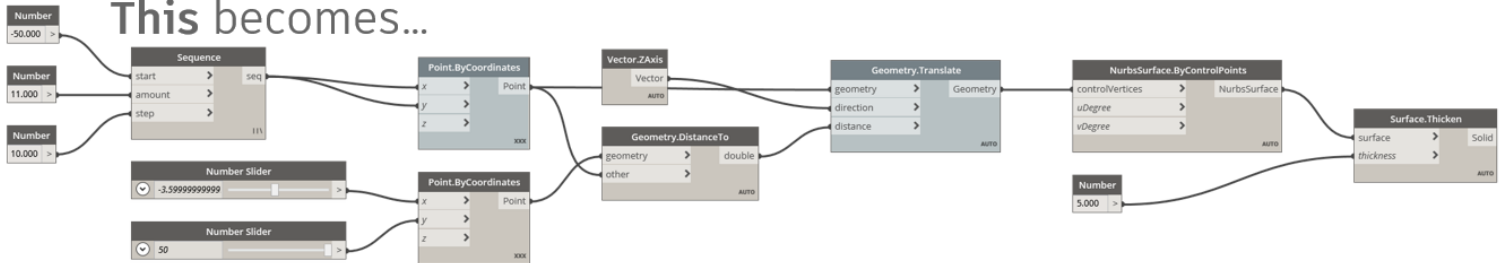 This becomes...
Number
-50.000 >
Number
11.000 >
Number
10.000 >
Sequence
start > seq
amount >
step >
Number Slider
-3.59999999999 >
Number Slider
50 >
Point.ByCoordinates
x > Point
y >
z >
XXX
Point.ByCoordinates
x > Point
y >
z >
XXX
Vector.ZAxis
Vector
AUTO
Geometry.DistanceTo
geometry > double
other >
AUTO
Geometry.Translate
geometry > Geometry
direction >
distance >
AUTO
NurbsSurface.ByControlPoints
controlVertices > NurbsSurface
uDegree >
vDegree >
AUTO
Number
5.000 >
Surface.Thicken
surface > Solid
thickness >
AUTO